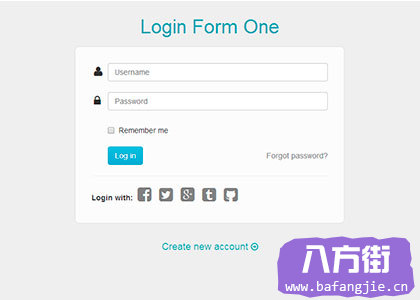 Login Form One
Username
Password
Remember me
Log in
Forgot password?
Login with:
Create new account
八方街
www.bafangjie.cn